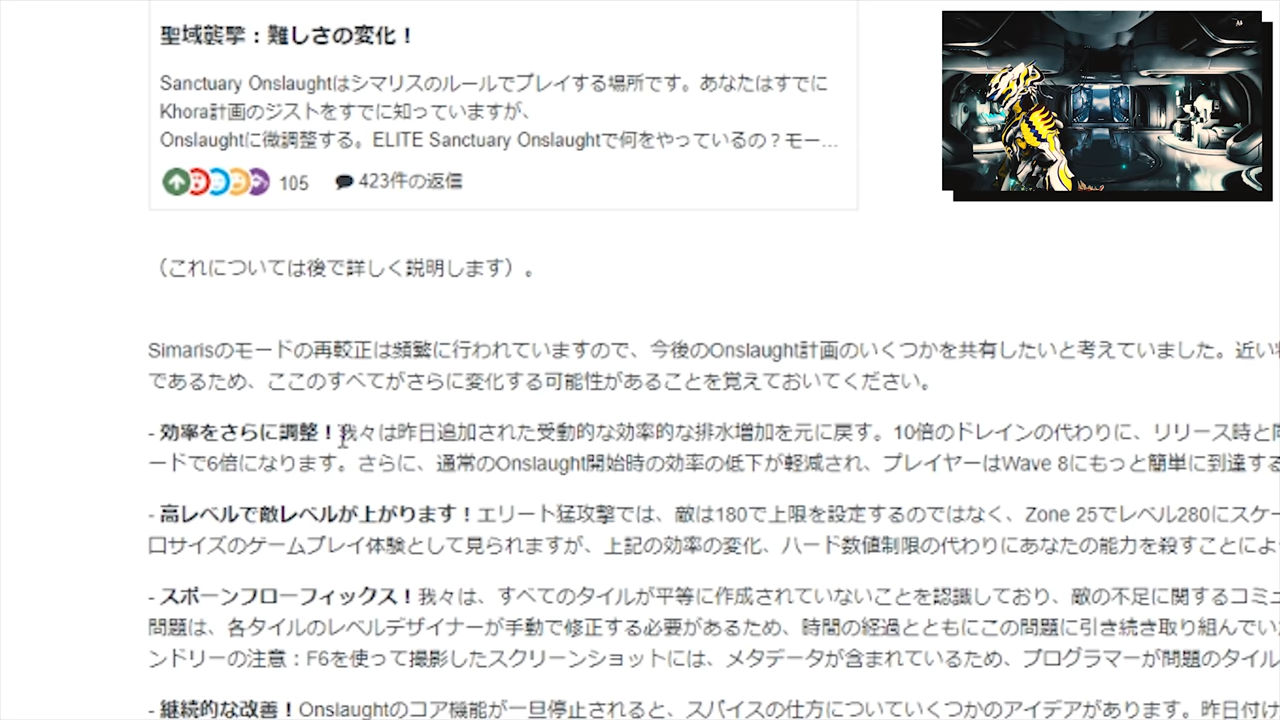 聖域襲撃：難しさの変化！
Sanctuary Onslaughtはシマリスのルールでプレイする場所です。あなたはすでに
Khora計画のジストをすでに知っていますが、
Onslaughtに微調整する。ELITE Sanctuary Onslaughtで何をやっているの？モー...
105 423件の返信
（これについては後で詳しく説明します）。
Simarisのモードの再較正は頻繁に行われていますので、今後のOnslaught計画のいくつかを共有したいと考えていました。近い
であるため、ここのすべてがさらに変化する可能性があることを覚えておいてください。
- 効率をさらに調整！我々は昨日追加された受動的な効率的な排水増加を元に戻す。10倍のドレインの代わりに、リリース時と
ードで6倍になります。さらに、通常のOnslaught開始時の効率の低下が軽減され、プレイヤーはWave 8にもっと簡単に到達する
- 高レベルで敵レベルが上がります！エリート猛攻撃では、敵は180で上限を設定するのではなく、Zone 25でレベル280にスケー
口サイズのゲームプレイ体験として見られますが、上記の効率の変化、ハード数値制限の代わりにあなたの能力を殺すことによ
- スポーンフローフィックス！我々は、すべてのタイルが平等に作成されていないことを認識しており、敵の不足に関するコミュ
問題は、各タイルのレベルデザイナーが手動で修正する必要があるため、時間の経過とともにこの問題に引き続き取り組んでい
ンドリーの注意：F6を使って撮影したスクリーンショットには、メタデータが含まれているため、プログラマーが問題のタイル
- 継続的な改善！Onslaughtのコア機能が一旦停止されると、スパイスの仕方についていくつかのアイデアがあります。昨日付け